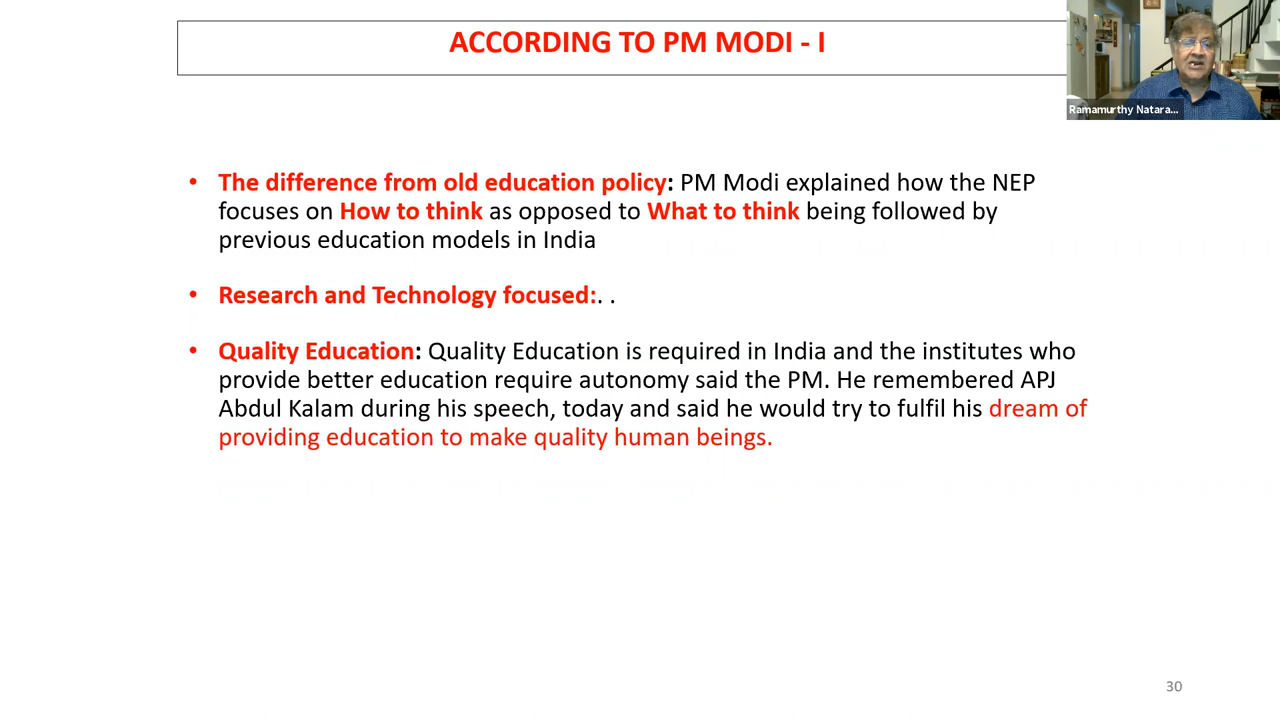 ACCORDING TO PM MODI - I
Ramamurthy Natara...
• The difference from old education policy: PM Modi explained how the NEP
focuses on How to think as opposed to What to think being followed by
previous education models in India
• Research and Technology focused:. .
• Quality Education: Quality Education is required in India and the institutes who
provide better education require autonomy said the PM. He remembered APJ
Abdul Kalam during his speech, today and said he would try to fulfil his dream of
providing education to make quality human beings.
30